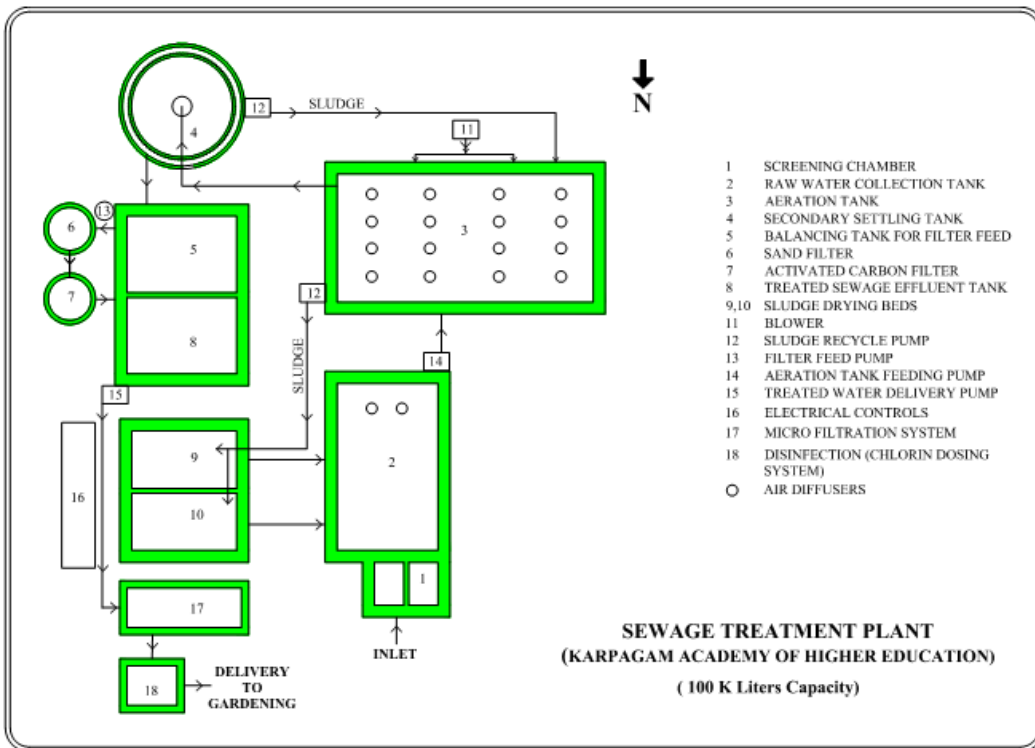 12
SLUDGE
4
11
N
13
6
5
3
7
12
8
SLUDGE
14
15
9
2
16
10
1
17
INLET
18
DELIVERY
TO
GARDENING
1 SCREENING CHAMBER
2 RAW WATER COLLECTION TANK
3 AERATION TANK
4 SECONDARY SETTLING TANK
5 BALANCING TANK FOR FILTER FEED
6 SAND FILTER
7 ACTIVATED CARBON FILTER
8 TREATED SEWAGE EFFLUENT TANK
9,10 SLUDGE DRYING BEDS
11 BLOWER
12 SLUDGE RECYCLE PUMP
13 FILTER FEED PUMP
14 AERATION TANK FEEDING PUMP
15 TREATED WATER DELIVERY PUMP
16 ELECTRICAL CONTROLS
17 MICRO FILTRATION SYSTEM
18 DISINFECTION (CHLORIN DOSING
SYSTEM)
AIR DIFFUSERS
SEWAGE TREATMENT PLANT
(KARPAGAM ACADEMY OF HIGHER EDUCATION)
( 100 K Liters Capacity)